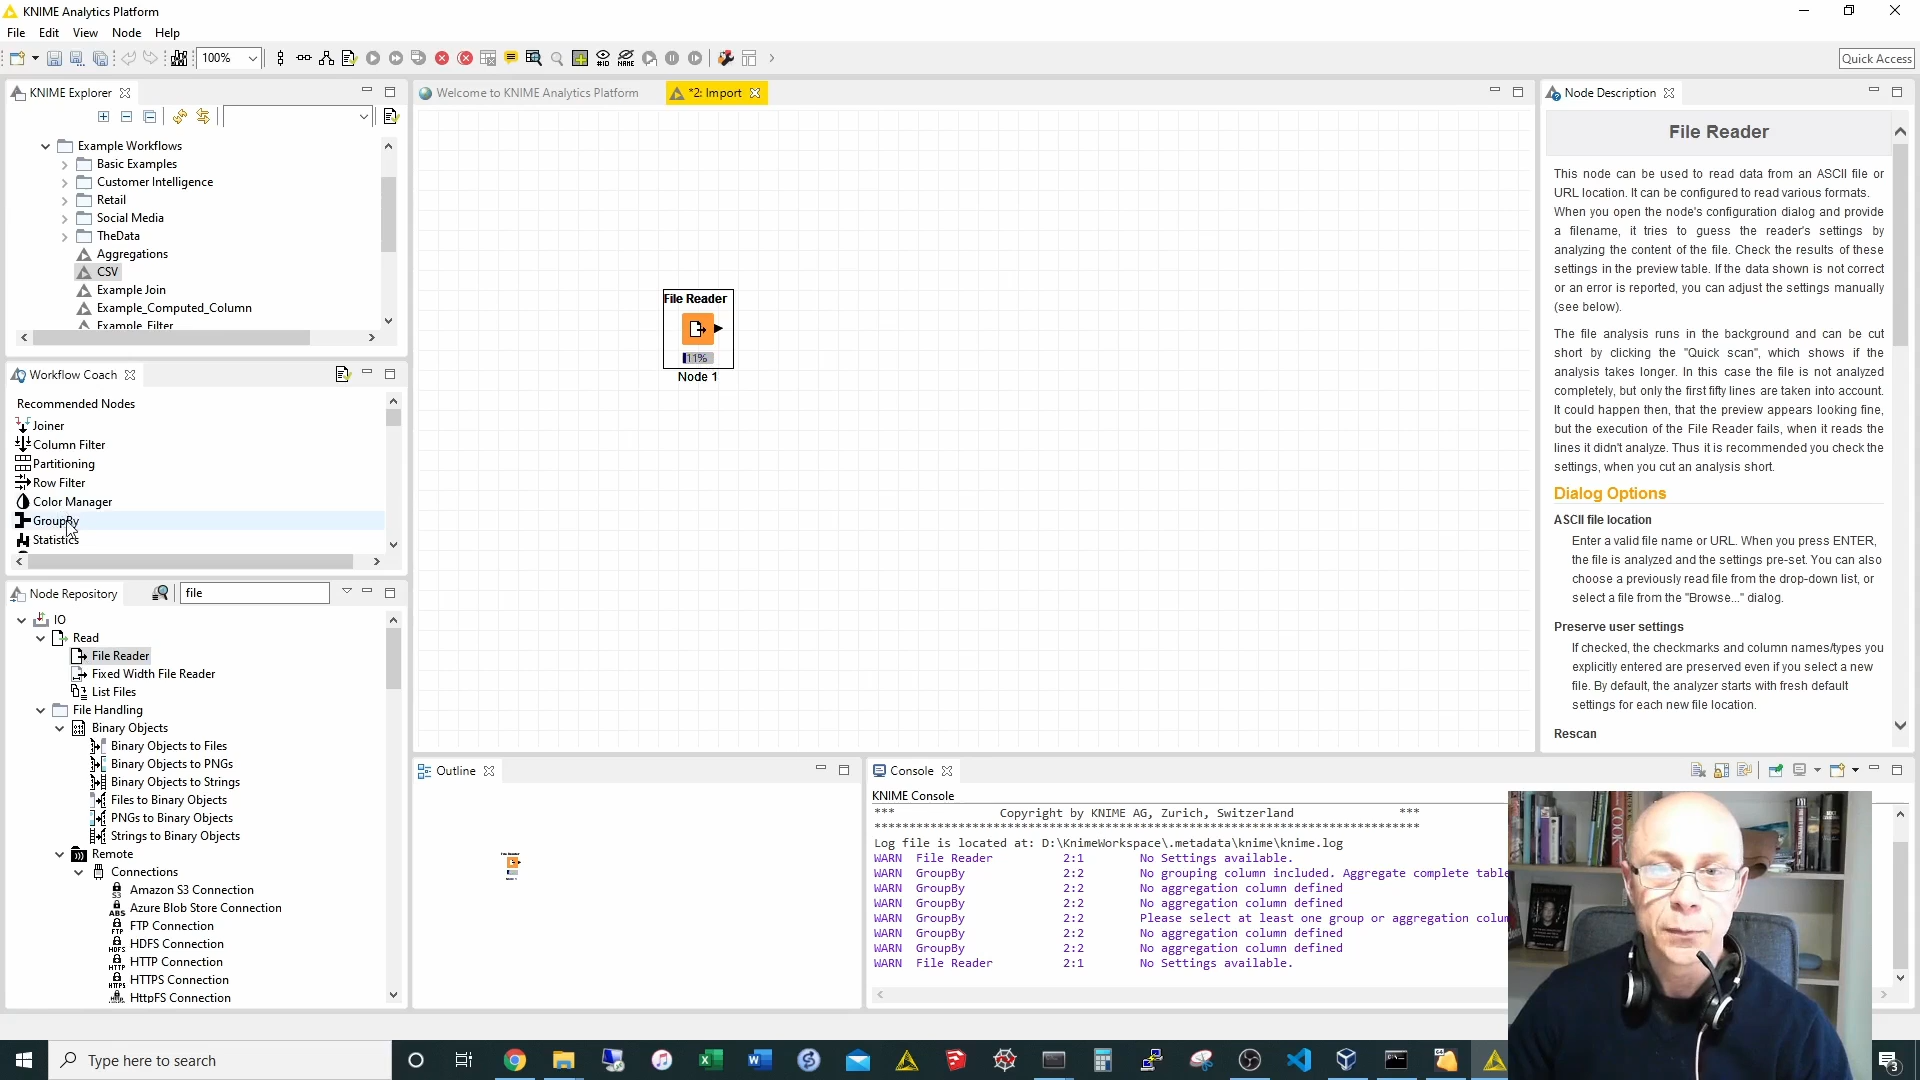 KNIME Analytics Platform
File Edit View Node Help
100%
#ID
NAME
Quick Access
KNIME Explorer
Example Workflows
Basic Examples
Customer Intelligence
Retail
Social Media
TheData
Aggregations
CSV
Example Join
Example_Computed_Column
Example_Filter
Workflow Coach
Recommended Nodes
Joiner
Column Filter
Partitioning
Row Filter
Color Manager
GroupBy
Statistics
Node Repository
file
IO
Read
File Reader
Fixed Width File Reader
List Files
File Handling
Binary Objects
Binary Objects to Files
Binary Objects to PNGs
Binary Objects to Strings
Files to Binary Objects
PNGs to Binary Objects
Strings to Binary Objects
Remote
Connections
Amazon S3 Connection
Azure Blob Store Connection
FTP Connection
HDFS Connection
HTTP Connection
HTTPS Connection
HttpFS Connection
Welcome to KNIME Analytics Platform
*2: Import
File Reader
11%
Node 1
Outline
Console
KNIME Console
*** Copyright by KNIME AG, Zurich, Switzerland ***
Log file is located at: D:\KnimeWorkspace\.metadata\knime\knime.log
WARN File Reader 2:1 No Settings available.
WARN GroupBy 2:2 No grouping column included. Aggregate complete table
WARN GroupBy 2:2 No aggregation column defined
WARN GroupBy 2:2 No aggregation column defined
WARN GroupBy 2:2 Please select at least one group or aggregation colum
WARN GroupBy 2:2 No aggregation column defined
WARN GroupBy 2:2 No aggregation column defined
WARN File Reader 2:1 No Settings available.
Node Description
File Reader
This node can be used to read data from an ASCII file or
URL location. It can be configured to read various formats.
When you open the node's configuration dialog and provide
a filename, it tries to guess the reader's settings by
analyzing the content of the file. Check the results of these
settings in the preview table. If the data shown is not correct
or an error is reported, you can adjust the settings manually
(see below).
The file analysis runs in the background and can be cut
short by clicking the "Quick scan", which shows if the
analysis takes longer. In this case the file is not analyzed
completely, but only the first fifty lines are taken into account.
It could happen then, that the preview appears looking fine,
but the execution of the File Reader fails, when it reads the
lines it didn't analyze. Thus it is recommended you check the
settings, when you cut an analysis short.
Dialog Options
ASCII file location
Enter a valid file name or URL. When you press ENTER,
the file is analyzed and the settings pre-set. You can also
choose a previously read file from the drop-down list, or
select a file from the "Browse..." dialog.
Preserve user settings
If checked, the checkmarks and column names/types you
explicitly entered are preserved even if you select a new
file. By default, the analyzer starts with fresh default
settings for each new file location.
Rescan
Type here to search
3